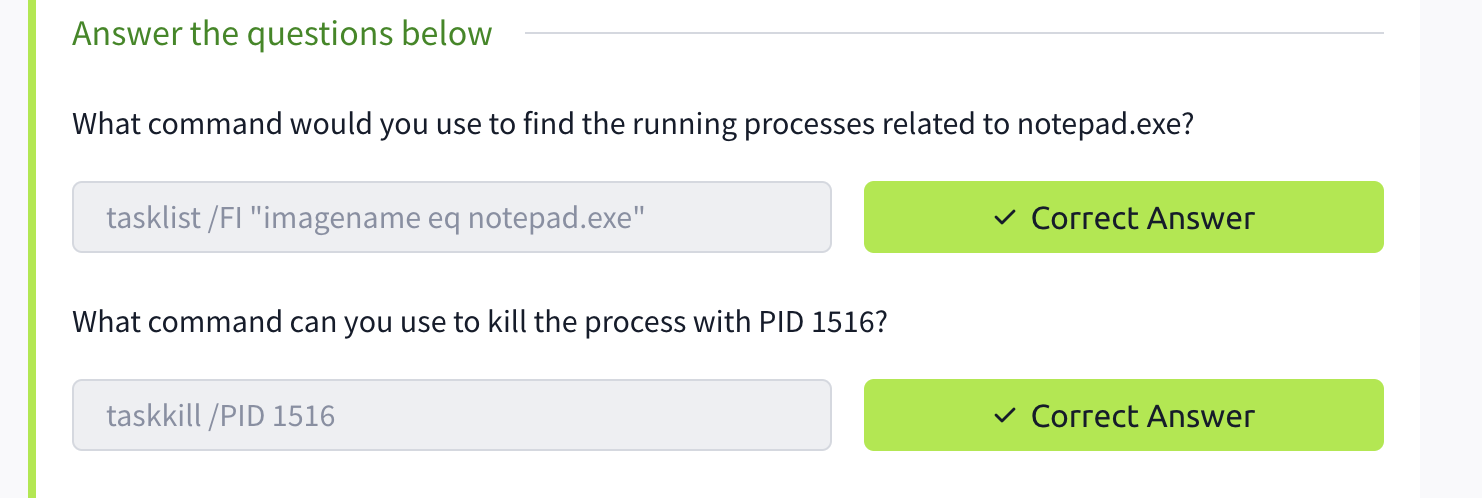 Answer the questions below
What command would you use to find the running processes related to notepad.exe?
tasklist /FI "imagename eq notepad.exe"
✓ Correct Answer
What command can you use to kill the process with PID 1516?
taskkill /PID 1516
✓ Correct Answer